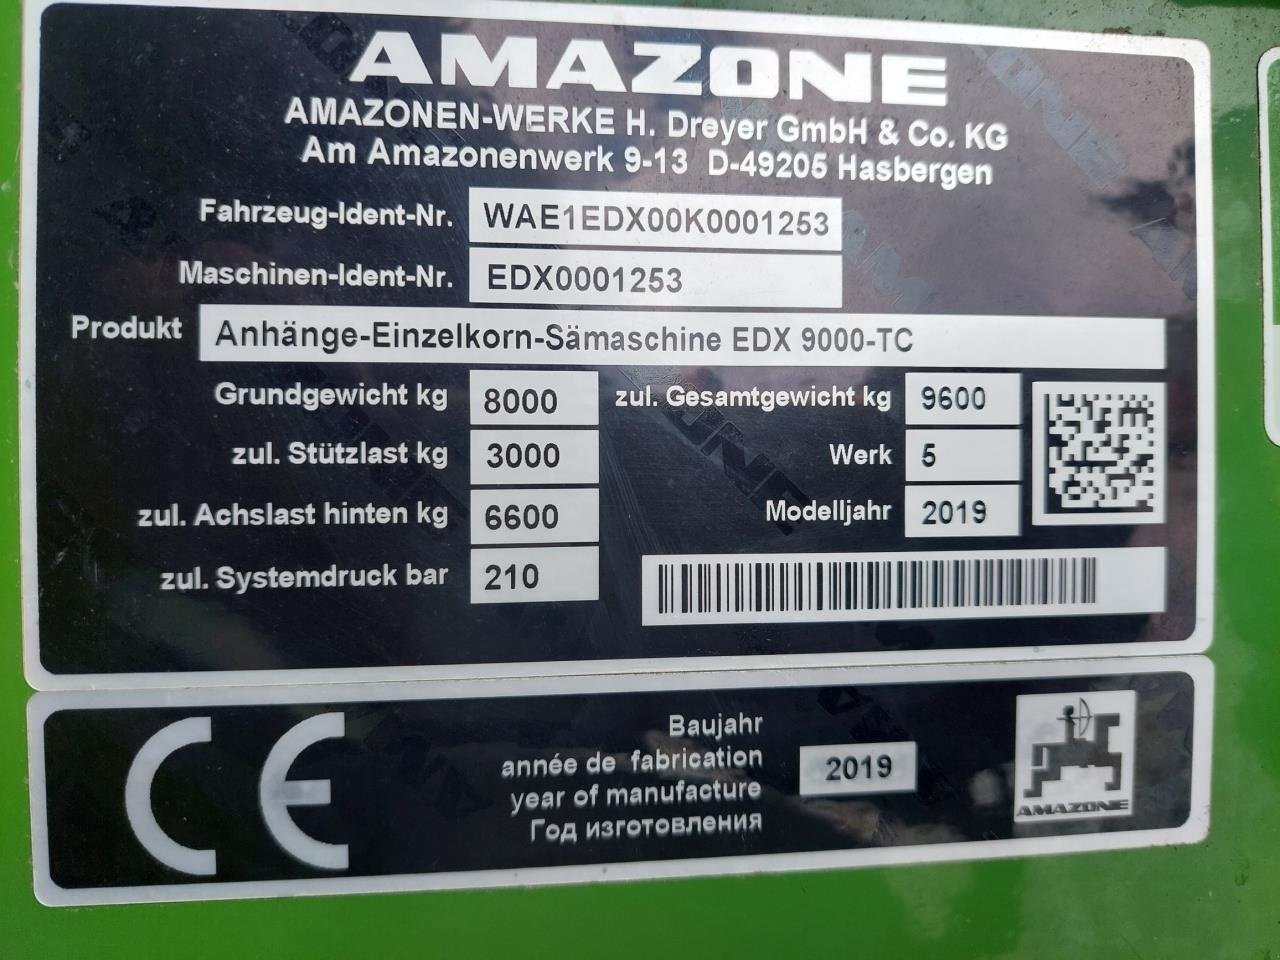 AMAZONE
AMAZONEN-WERKE H. Dreyer GmbH & Co. KG
Am Amazonenwerk 9-13 D-49205 Hasbergen
Fahrzeug-Ident-Nr. WAE1EDX00K0001253
Maschinen-Ident-Nr. EDX0001253
Produkt Anhänge-Einzelkorn-Sämaschine EDX 9000-TC
Grundgewicht kg 8000 zul. Gesamtgewicht kg 9600
zul. Stützlast kg 3000 Werk 5
zul. Achslast hinten kg 6600 Modelljahr 2019
zul. Systemdruck bar 210
CE
Baujahr
année de fabrication
year of manufacture
Год изготовления
2019
AMAZONE